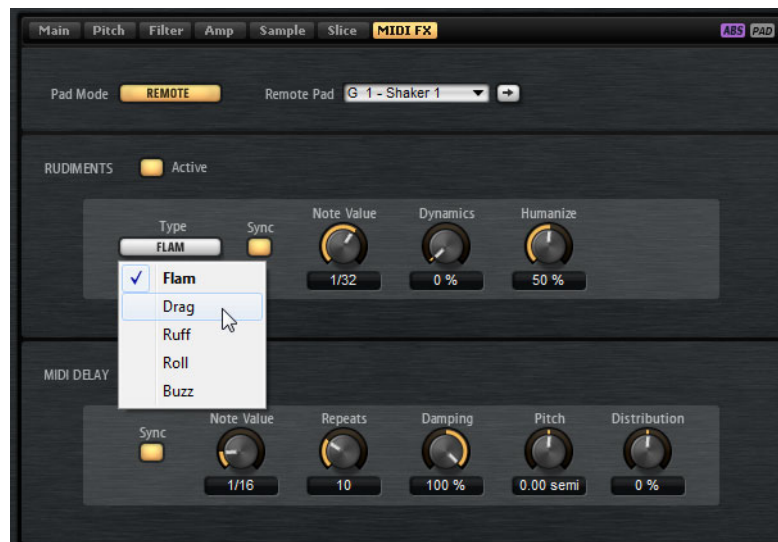 Main Pitch Filter Amp Sample Slice MIDI FX ABS PAD
Pad Mode REMOTE Remote Pad G 1 - Shaker 1
RUDIMENTS Active
Type Sync Note Value Dynamics Humanize
FLAM 1/32 0 % 50 %
Flam
Drag
Ruff
Roll
Buzz
MIDI DELAY
Sync Note Value Repeats Damping Pitch Distribution
1/16 10 100 % 0.00 semi 0 %